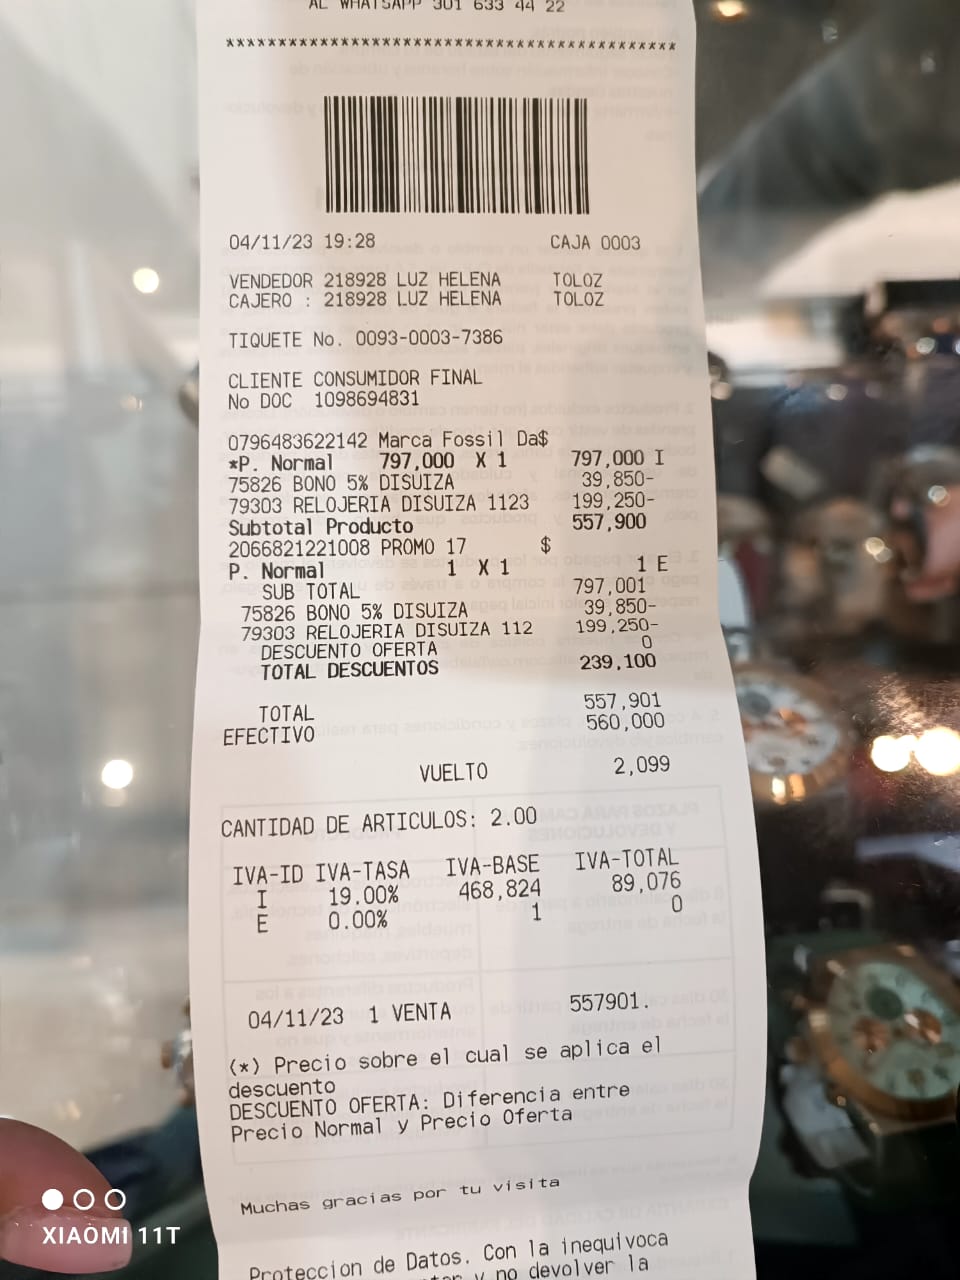 AL WHATSAPP 301 633 44 22
*******************************************
04/11/23 19:28 CAJA 0003
VENDEDOR 218928 LUZ HELENA TOLOZ
CAJERO : 218928 LUZ HELENA TOLOZ
TIQUETE No. 0093-0003-7386
CLIENTE CONSUMIDOR FINAL
No DOC 1098694831
0796483622142 Marca Fossil Da$
*P. Normal 797,000 X 1 797,000 I
75826 BONO 5% DISUIZA 39,850-
79303 RELOJERIA DISUIZA 1123 199,250-
Subtotal Producto 557,900
2066821221008 PROMO 17 $
P. Normal 1 X 1 1 E
SUB TOTAL 797,001
75826 BONO 5% DISUIZA 39,850-
79303 RELOJERIA DISUIZA 112 199,250-
DESCUENTO OFERTA 0
TOTAL DESCUENTOS 239,100
TOTAL 557,901
EFECTIVO 560,000
VUELTO 2,099
CANTIDAD DE ARTICULOS: 2.00
IVA-ID IVA-TASA IVA-BASE IVA-TOTAL
I 19.00% 468,824 89,076
E 0.00% 1 0
04/11/23 1 VENTA 557901.
(*) Precio sobre el cual se aplica el
descuento
DESCUENTO OFERTA: Diferencia entre
Precio Normal y Precio Oferta
Muchas gracias por tu visita
Proteccion de Datos. Con la inequivoca
y no devolver la
XIAOMI 11T